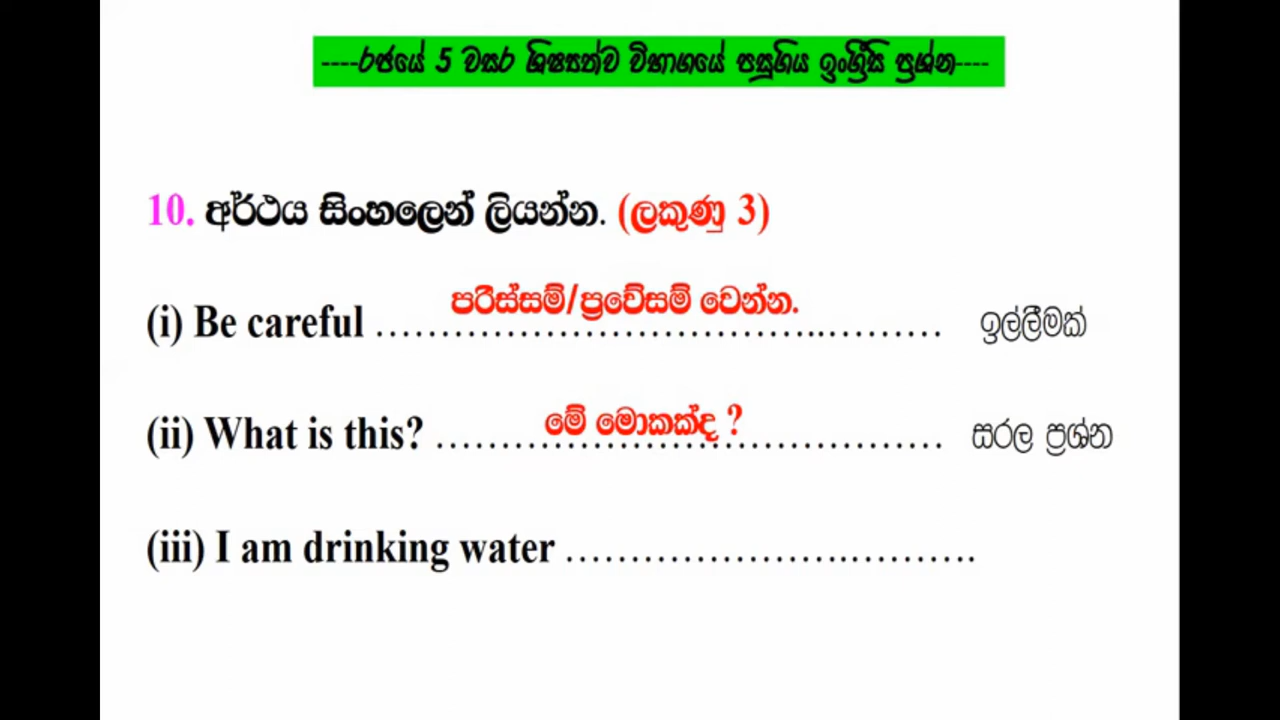 ----රජයේ 5 වසර ශිෂ්‍යත්ව විභාගයේ පසුගිය ඉංග්‍රීසි ප්‍රශ්න----
10. අර්ථය සිංහලෙන් ලියන්න. (ලකුණු 3)
(i) Be careful ........................................... පරිස්සම්/ප්‍රවේසම් වෙන්න. ඉල්ලීමක්
(ii) What is this? ....................................... මේ මොකක්ද ? සරල ප්‍රශ්න
(iii) I am drinking water ................................